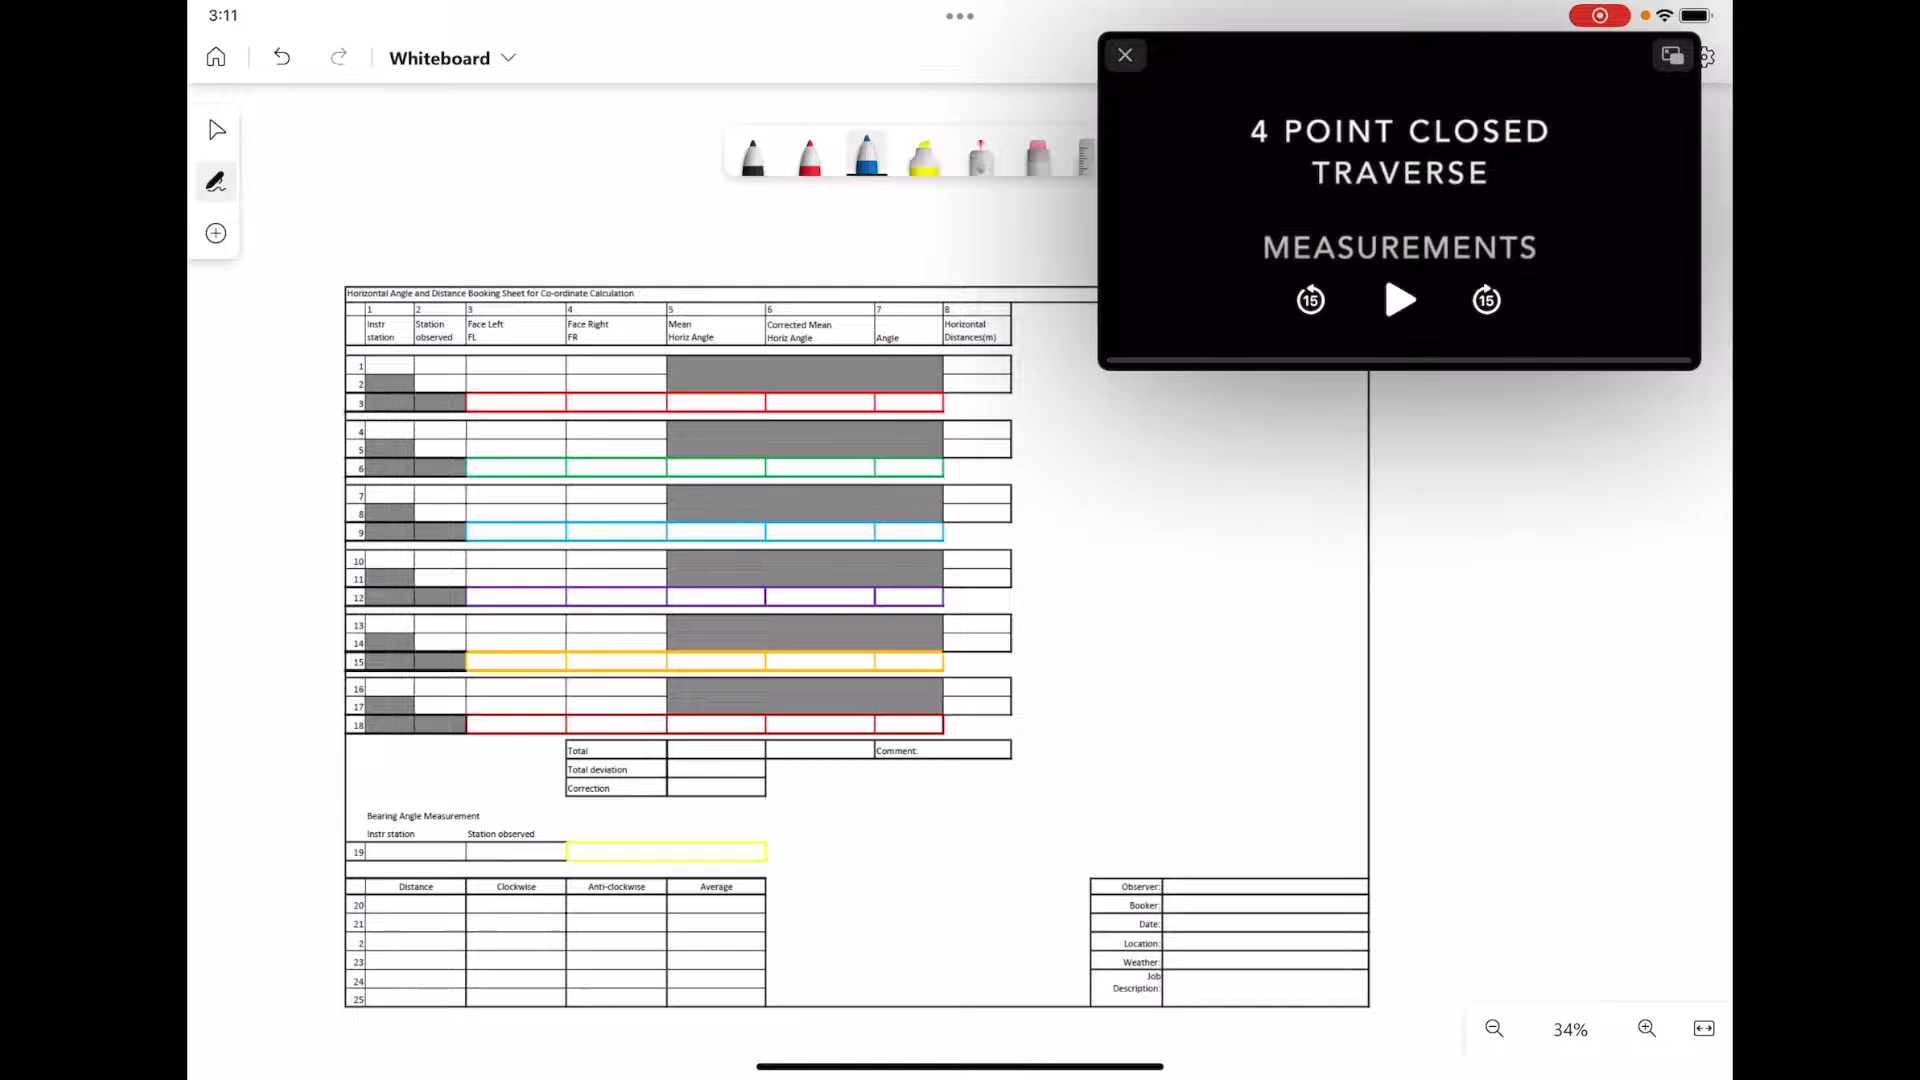 3:11
Whiteboard
4 POINT CLOSED
TRAVERSE
MEASUREMENTS
15 15
Horizontal Angle and Distance Booking Sheet for Co-ordinate Calculation
1 2 3 4 5 6 7 8
Instr station Station observed Face Left FL Face Right FR Mean Horiz Angle Corrected Mean Horiz Angle Angle Horizontal Distances(m)
1
2
3
4
5
6
7
8
9
10
11
12
13
14
15
16
17
18
Total Comment:
Total deviation
Correction
Bearing Angle Measurement
Instr station Station observed
19
Distance Clockwise Anti-clockwise Average
20
21
2
23
24
25
Observer:
Booker:
Date:
Location:
Weather:
Job
Description:
34%